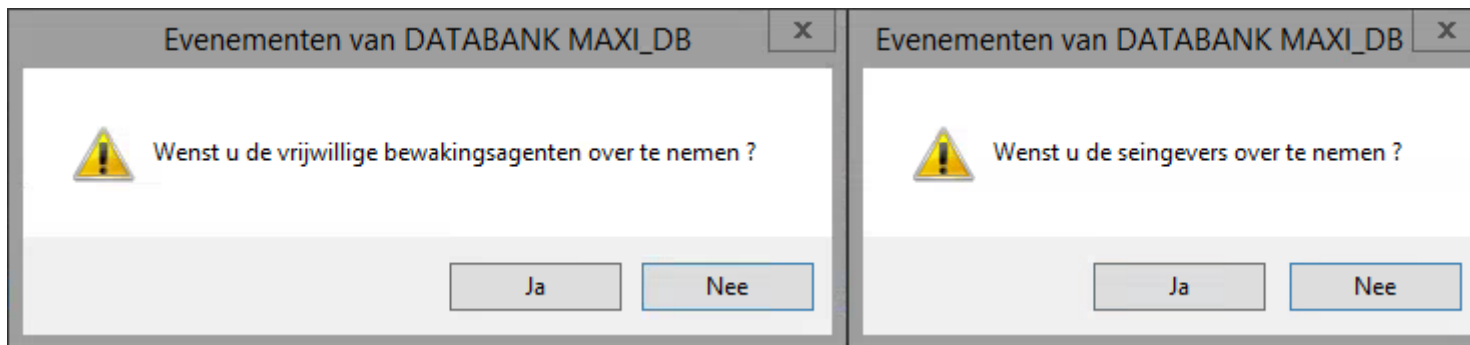 Evenementen van DATABANK MAXI_DB
x
Wenst u de vrijwillige bewakingsagenten over te nemen ?
Ja
Nee
Evenementen van DATABANK MAXI_DB
x
Wenst u de seingevers over te nemen ?
Ja
Nee